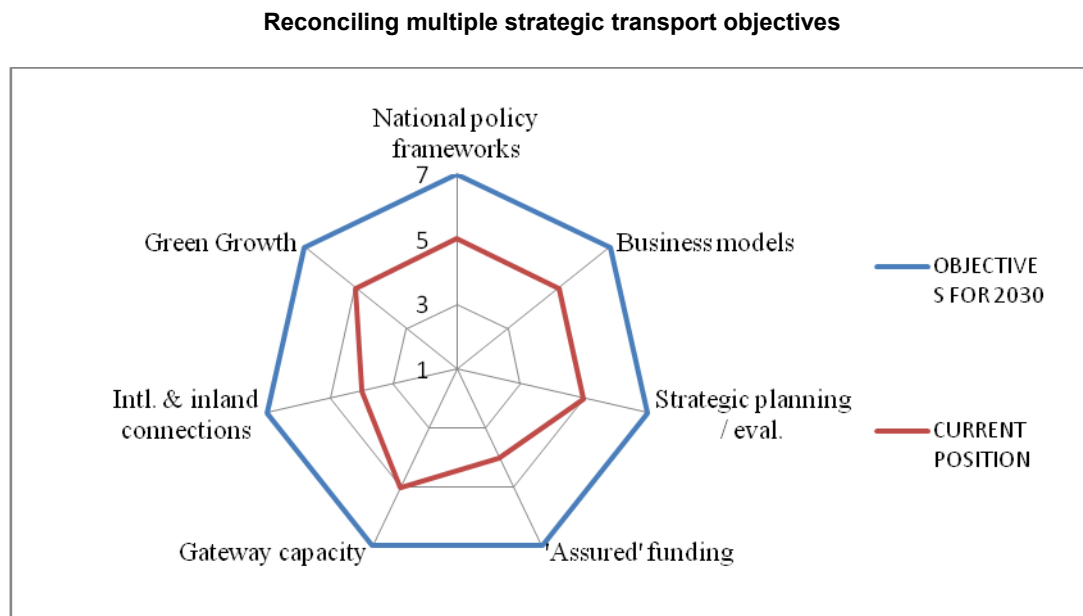 Reconciling multiple strategic transport objectives
National policy
frameworks
7
Green Growth
Business models
5
OBJECTIVE
S FOR 2030
3
1
Intl. & inland
connections
Strategic planning
/ eval.
CURRENT
POSITION
Gateway capacity
'Assured' funding